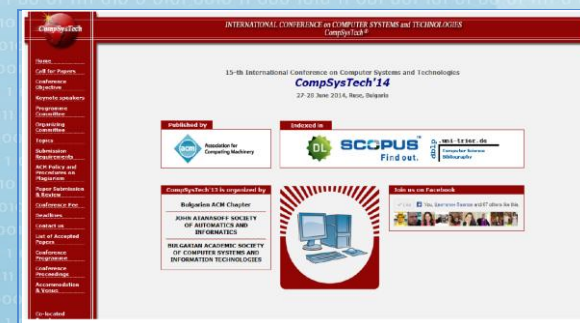 CompSysTech
INTERNATIONAL CONFERENCE on COMPUTER SYSTEMS and TECHNOLOGIES
CompSysTech ®
Home
Call for Papers
Conference
Objective
Keynote speakers
Programme
Committee
Organizing
Committee
Topics
Submission
Requirements
ACM Policy and
Procedures on
Plagiarism
Paper Submission
& Review
Conference Fee
Deadlines
Contact us
List of Accepted
Papers
Conference
Programme
Conference
Proceedings
Accommodation
& Venue
Co-located
15-th International Conference on Computer Systems and Technologies
CompSysTech'14
27-28 June 2014, Ruse, Bulgaria
Published by
acm
Association for
Computing Machinery
Indexed in
DL
SCOPUS™
Find out.
dblp
uni-trier.de
Computer Science
Bibliography
CompSysTech'13 is organized by
Bulgarian ACM Chapter
JOHN ATANASOFF SOCIETY
OF AUTOMATICS AND
INFORMATICS
BULGARIAN ACADEMIC SOCIETY
OF COMPUTER SYSTEMS AND
INFORMATION TECHNOLOGIES
Join us on Facebook